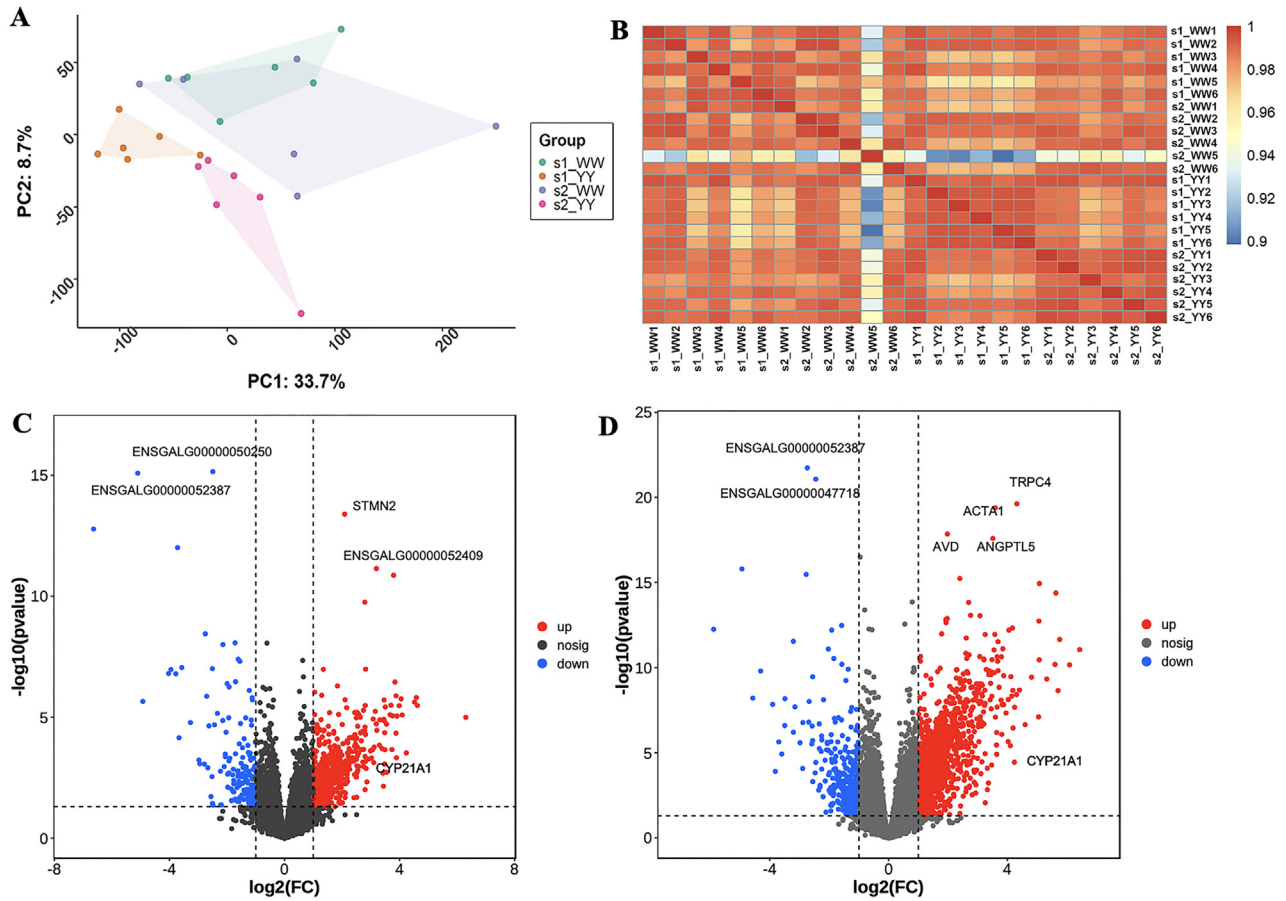 A
50
0
-50
-100
PC2: 8.7%
-100
0
100
200
PC1: 33.7%
Group
s1_WW
s1_YY
s2_WW
s2_YY
B
s1_WW1
s1_WW2
s1_WW3
s1_WW4
s1_WW5
s1_WW6
s2_WW1
s2_WW2
s2_WW3
s2_WW4
s2_WW5
s2_WW6
s1_YY1
s1_YY2
s1_YY3
s1_YY4
s1_YY5
s1_YY6
s2_YY1
s2_YY2
s2_YY3
s2_YY4
s2_YY5
s2_YY6
s1_WW1
s1_WW2
s1_WW3
s1_WW4
s1_WW5
s1_WW6
s2_WW1
s2_WW2
s2_WW3
s2_WW4
s2_WW5
s2_WW6
s1_YY1
s1_YY2
s1_YY3
s1_YY4
s1_YY5
s1_YY6
s2_YY1
s2_YY2
s2_YY3
s2_YY4
s2_YY5
s2_YY6
1
0.98
0.96
0.94
0.92
0.9
C
ENSGALG00000050250
ENSGALG00000052387
STMN2
ENSGALG00000052409
CYP21A1
15
10
5
0
-log10(pvalue)
-8
-4
0
4
8
log2(FC)
up
nosig
down
D
ENSGALG00000052387
ENSGALG00000047718
TRPC4
ACTA1
AVD
ANGPTL5
CYP21A1
25
20
15
10
5
0
-log10(pvalue)
-4
0
4
log2(FC)
up
nosig
down